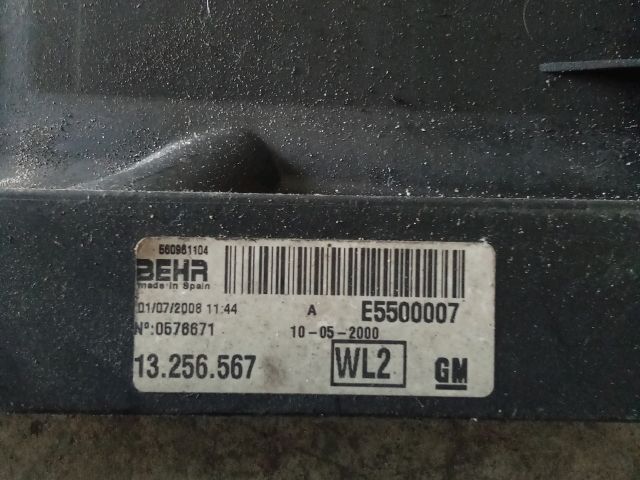 560961104
BEHR
made in Spain
01/07/2008 11:44 A E5500007
Nº:0576671 10-05-2000
13.256.567 WL2 GM